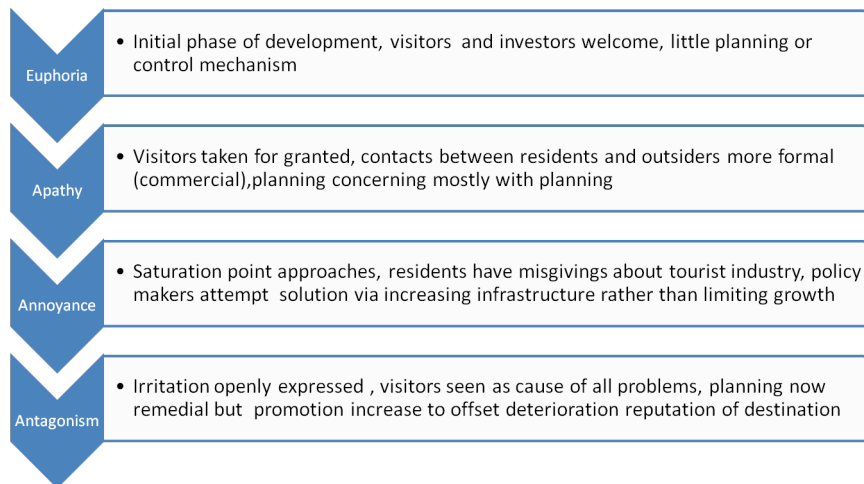 Euphoria
• Initial phase of development, visitors and investors welcome, little planning or
control mechanism
Apathy
• Visitors taken for granted, contacts between residents and outsiders more formal
(commercial),planning concerning mostly with planning
Annoyance
• Saturation point approaches, residents have misgivings about tourist industry, policy
makers attempt solution via increasing infrastructure rather than limiting growth
Antagonism
• Irritation openly expressed , visitors seen as cause of all problems, planning now
remedial but promotion increase to offset deterioration reputation of destination